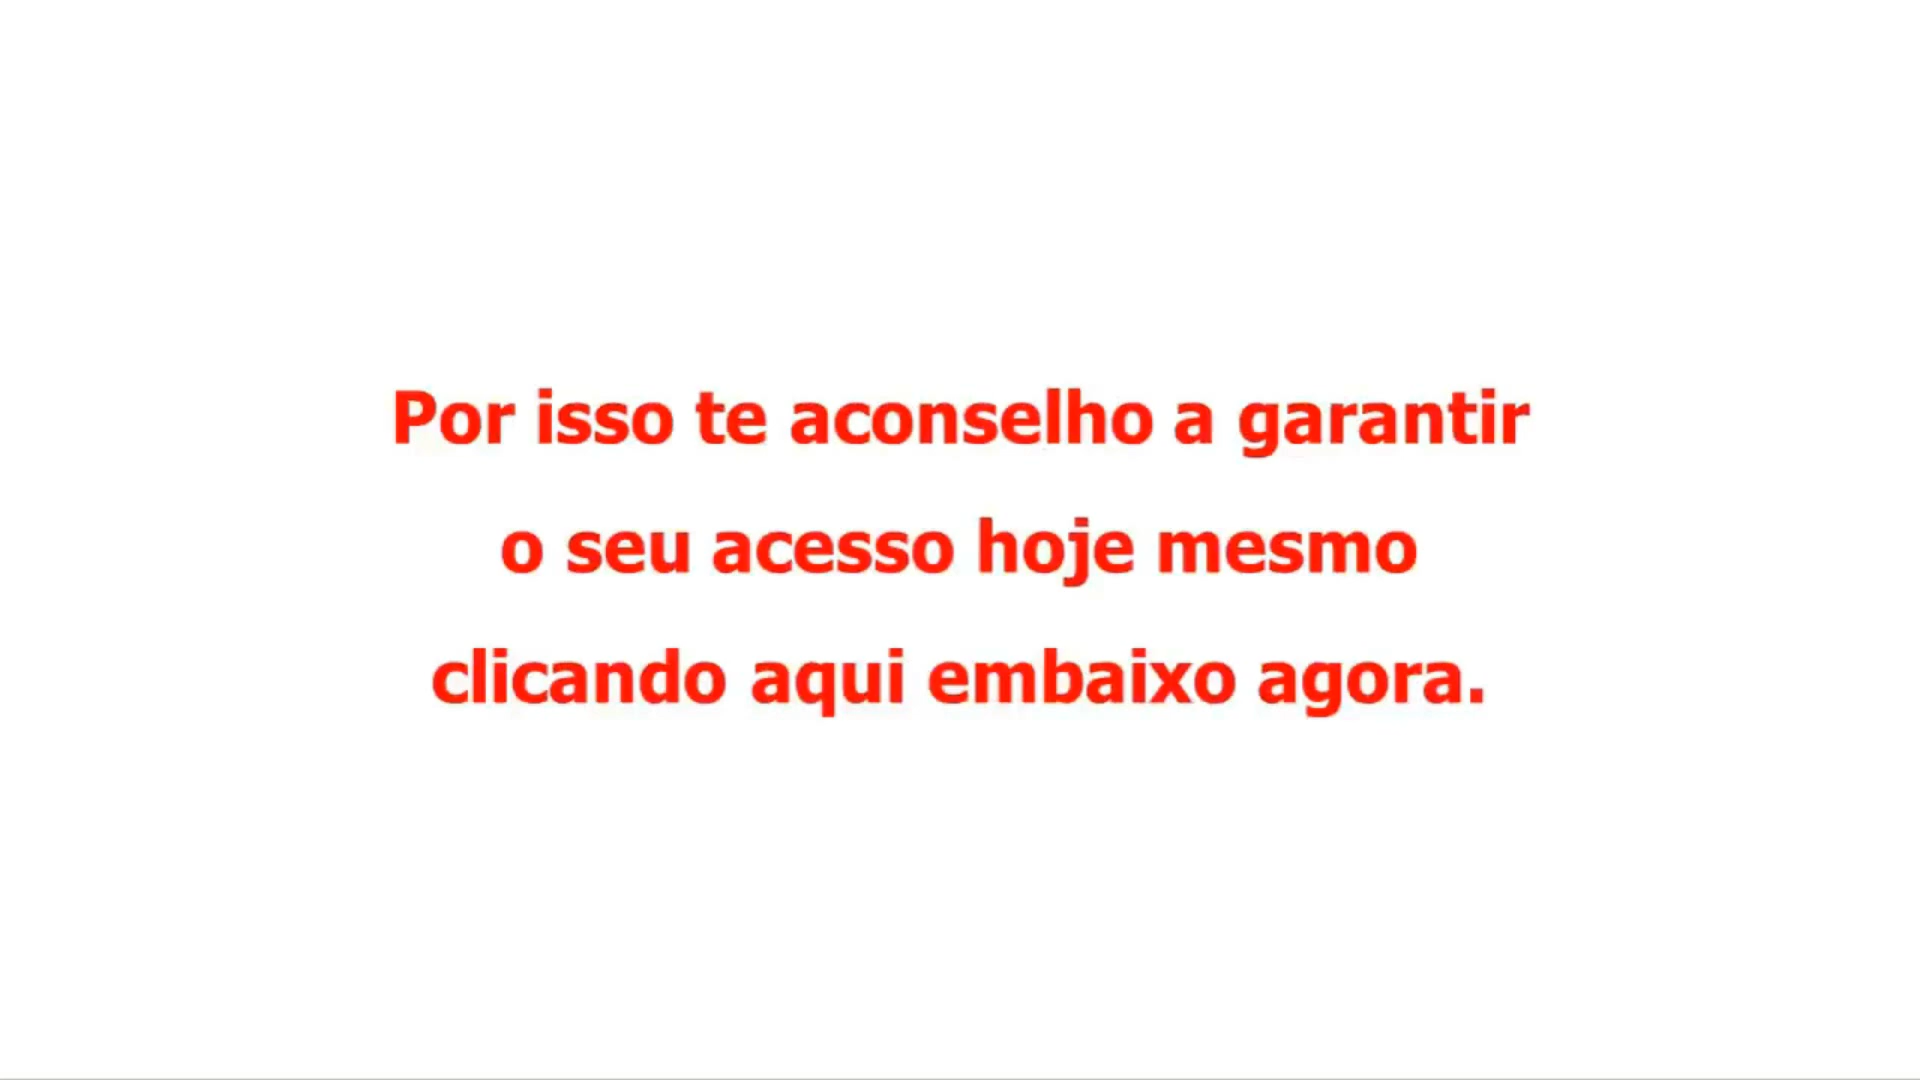 Por isso te aconselho a garantir
o seu acesso hoje mesmo
clicando aqui embaixo agora.